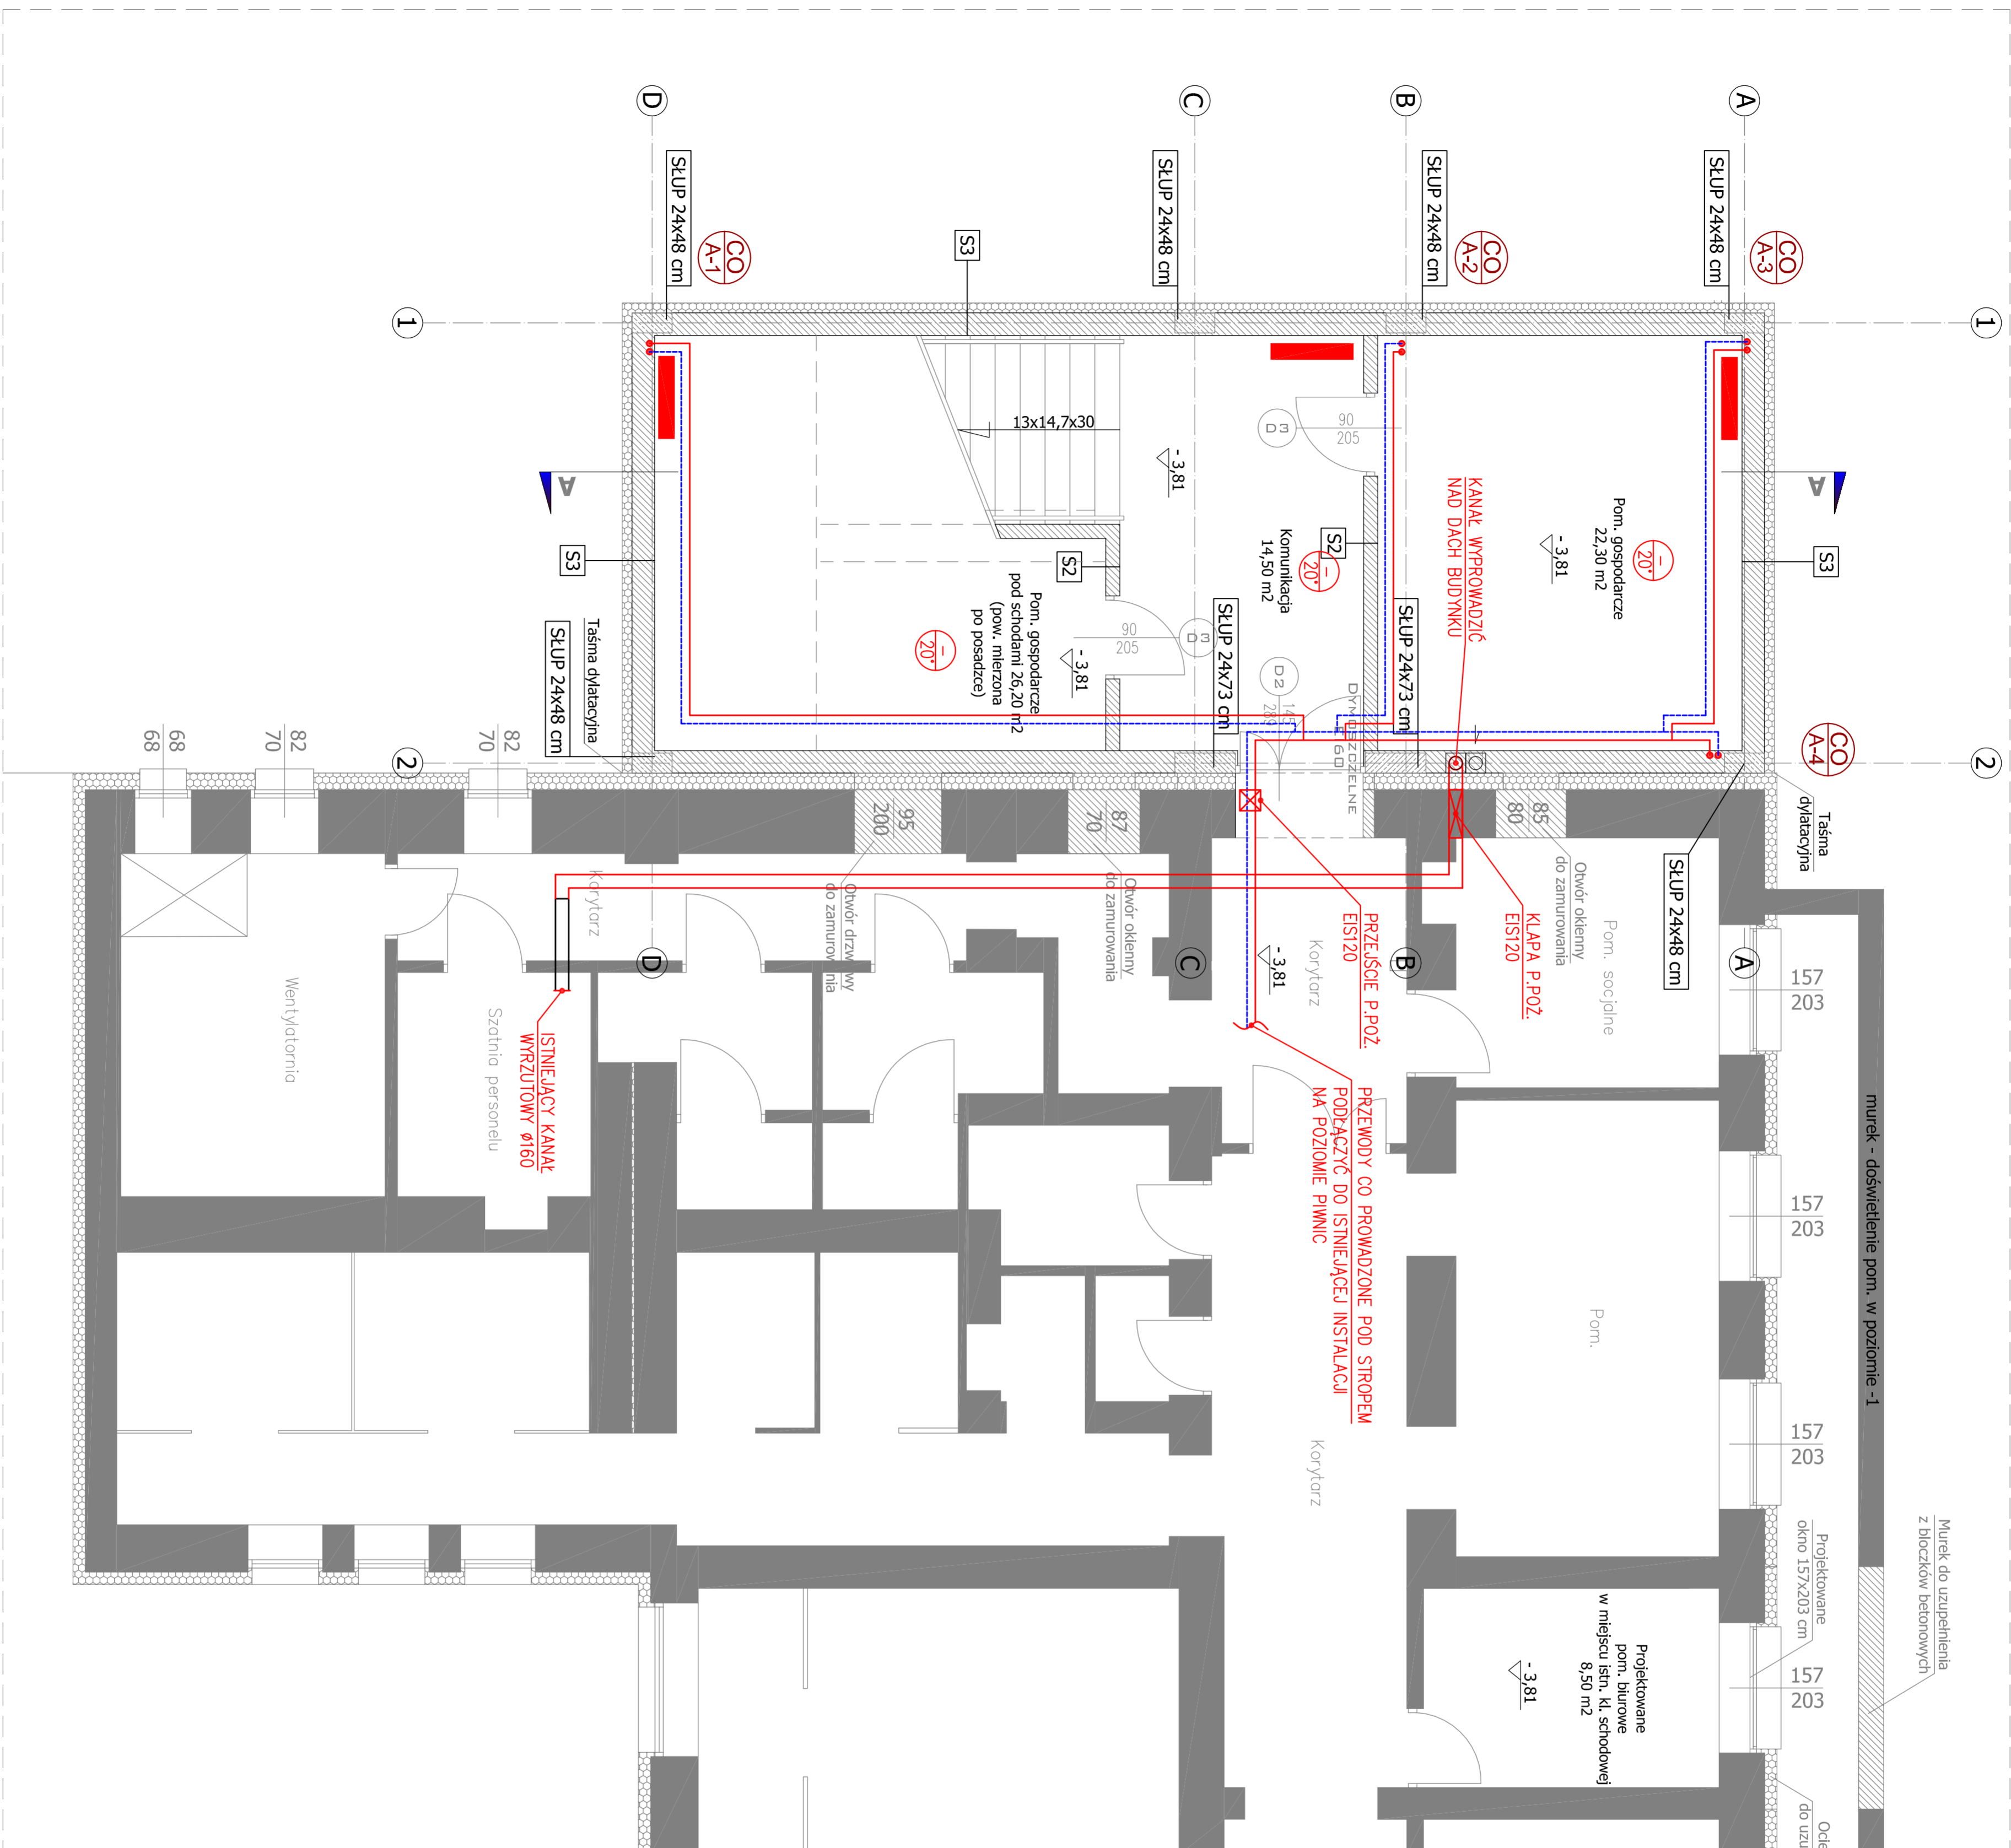 D
C
B
A
SŁUP 24x48 cm
SŁUP 24x48 cm
SŁUP 24x48 cm
SŁUP 24x48 cm
CO
A-1
CO
A-2
CO
A-3
S3
1
1
13x14,7x30
- 3,81
D3
90
205
A
A
KANAŁ WYPROWADZIĆ
NAD DACH BUDYNKU
Pom. gospodarcze
22,30 m2
- 3,81
–
20°
S3
S3
S2
S2
Komunikacja
14,50 m2
–
20°
Pom. gospodarcze
pod schodami 26,20 m2
(pow. mierzona
po posadzce)
- 3,81
–
20°
90
205
D3
D2
DYMOSZCZELNE
SŁUP 24x73 cm
SŁUP 24x73 cm
Taśma dylatacyjna
SŁUP 24x48 cm
CO
A-4
2
2
68
68
82
70
82
70
95
200
87
70
85
80
Taśma
dylatacyjna
SŁUP 24x48 cm
Otwór okienny
do zamurowania
Otwór okienny
do zamurowania
Otwór drzwiowy
do zamurowania
Korytarz
D
C
B
A
Korytarz
- 3,81
PRZEJŚCIE P.POŻ.
EIS120
KLAPA P.POŻ.
EIS120
Pom. socjalne
157
203
Wentylatornia
Szatnia personelu
ISTNIEJĄCY KANAŁ
WYRZUTOWY ø160
PRZEWODY CO PROWADZONE POD STROPEM
PODŁĄCZYĆ DO ISTNIEJĄCEJ INSTALACJI
NA POZIOMIE PIWNIC
murek - doświetlenie pom. w poziomie -1
157
203
Pom.
Korytarz
157
203
Projektowane
okno 157x203 cm
Murek do uzupełnienia
z bloczków betonowych
Projektowane
pom. biurowe
w miejscu istn. kl. schodowej
8,50 m2
- 3,81
157
203